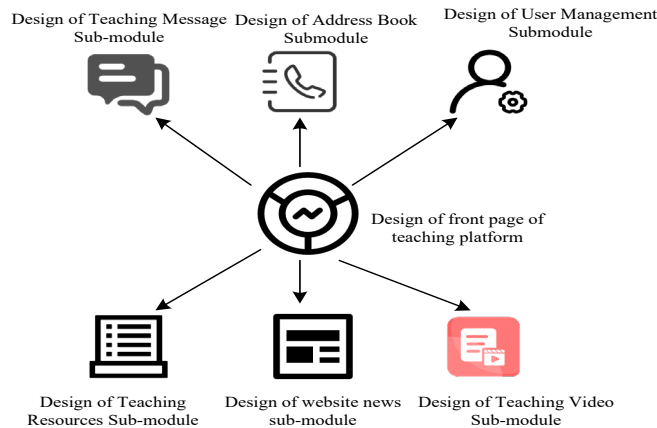 Design of Teaching Message
Sub-module
Design of Address Book
Submodule
Design of User Management
Submodule
Design of front page of
teaching platform
Design of Teaching
Resources Sub-module
Design of website news
sub-module
Design of Teaching Video
Sub-module